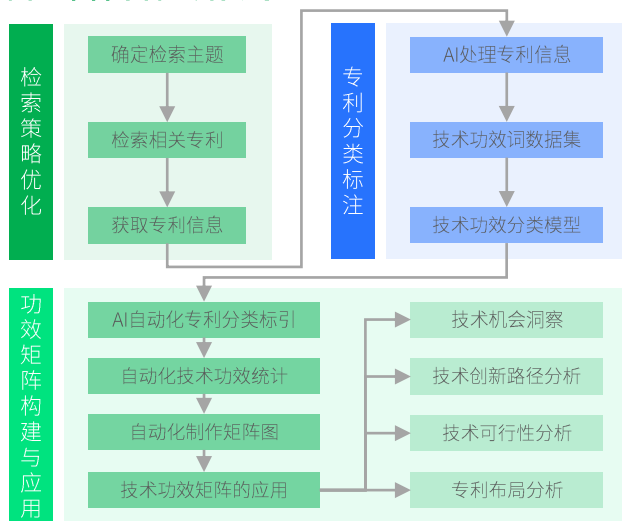 检索策略优化
确定检索主题
检索相关专利
获取专利信息
专利分类标注
AI处理专利信息
技术功效词数据集
技术功效分类模型
功效矩阵构建与应用
AI自动化专利分类标引
自动化技术功效统计
自动化制作矩阵图
技术功效矩阵的应用
技术机会洞察
技术创新路径分析
技术可行性分析
专利布局分析